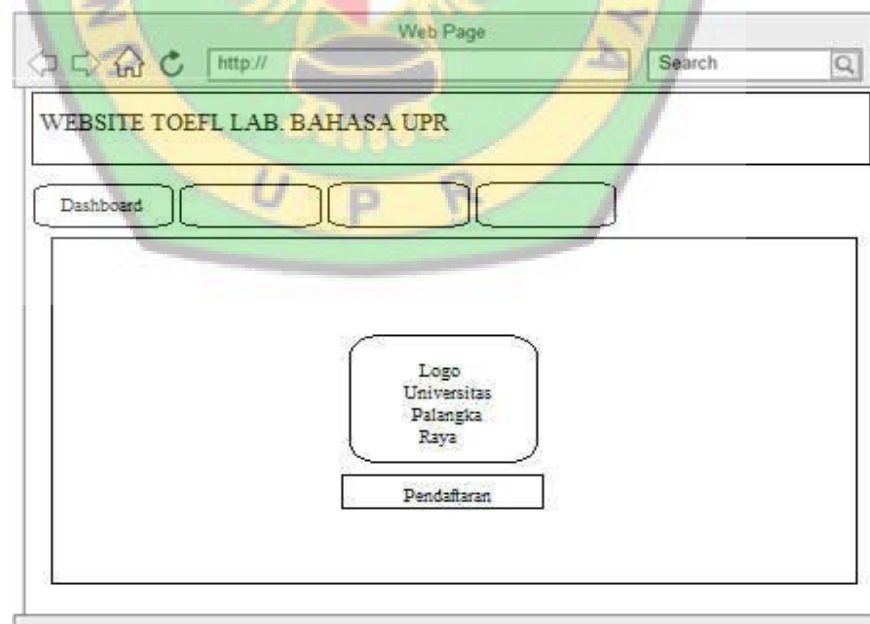 Web Page
http://
Search
WEBSITE TOEFL LAB. BAHASA UPR
Dashboard
U P R
Logo
Universitas
Palangka
Raya
Pendaftaran